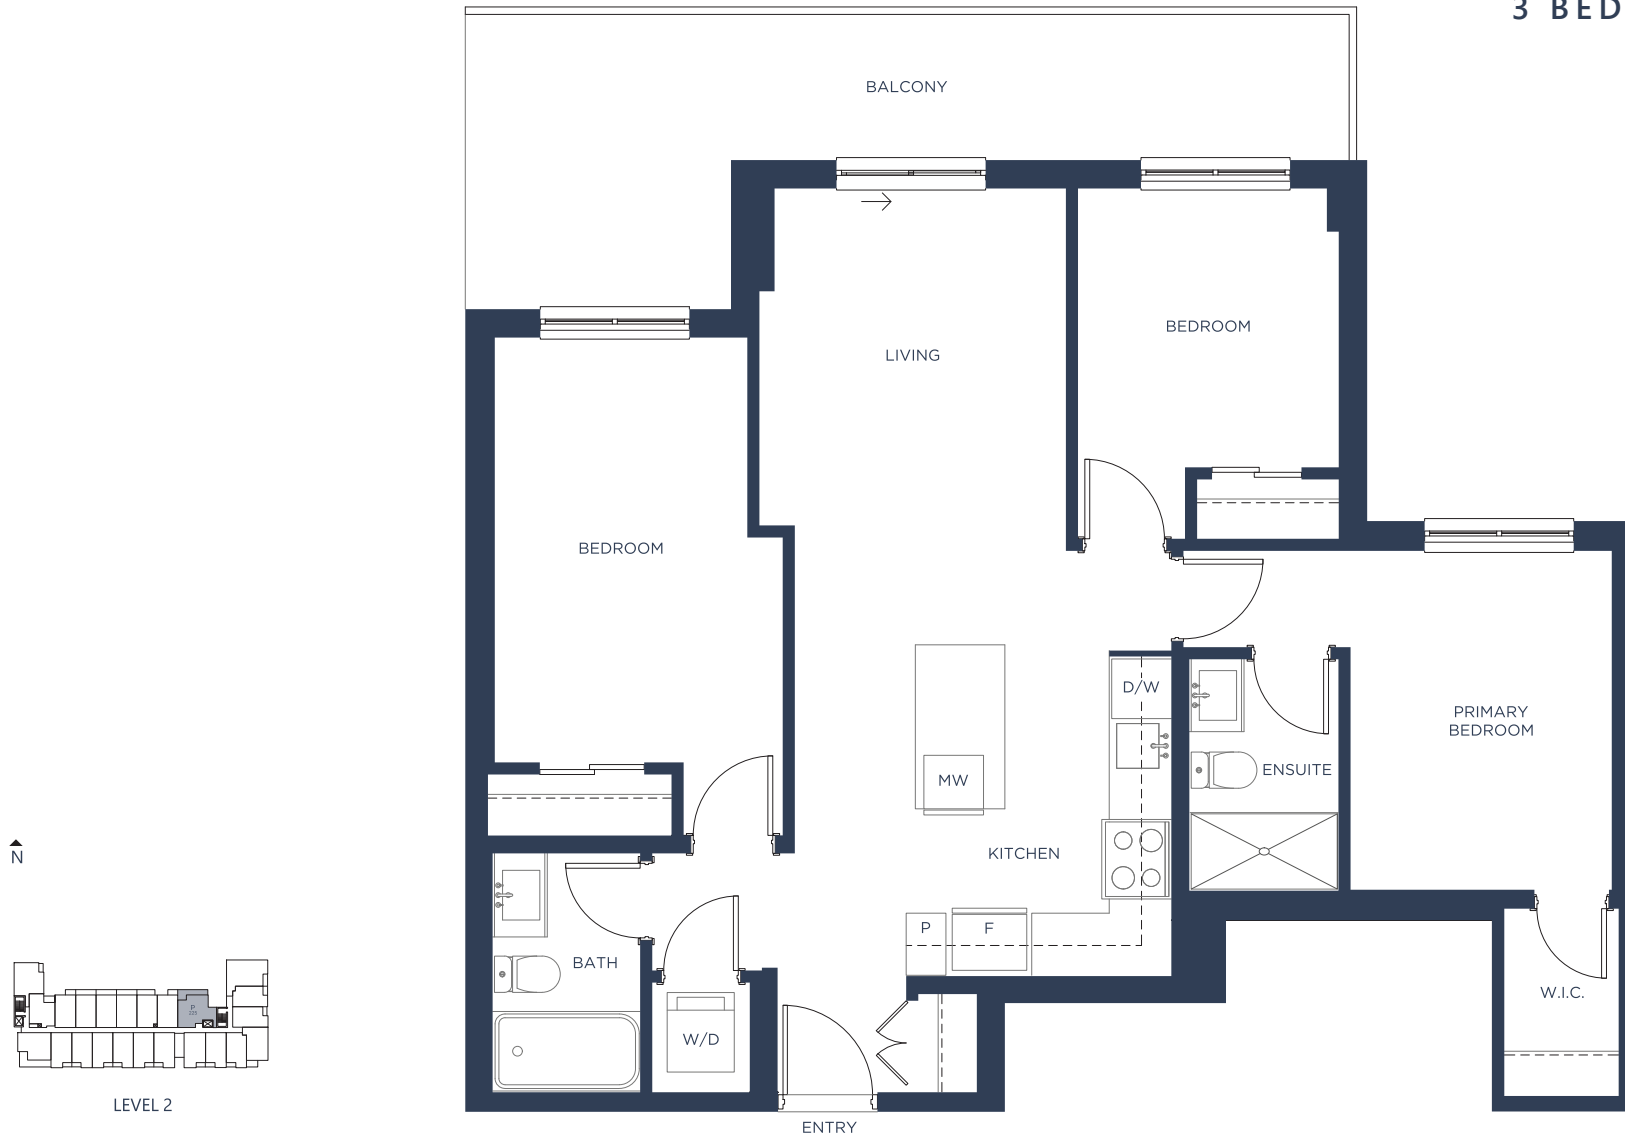 3 BED
BALCONY
BEDROOM
LIVING
BEDROOM
D/W
PRIMARY
BEDROOM
ENSUITE
MW
KITCHEN
N
P
F
BATH
W.I.C.
W/D
P
LEVEL 2
ENTRY